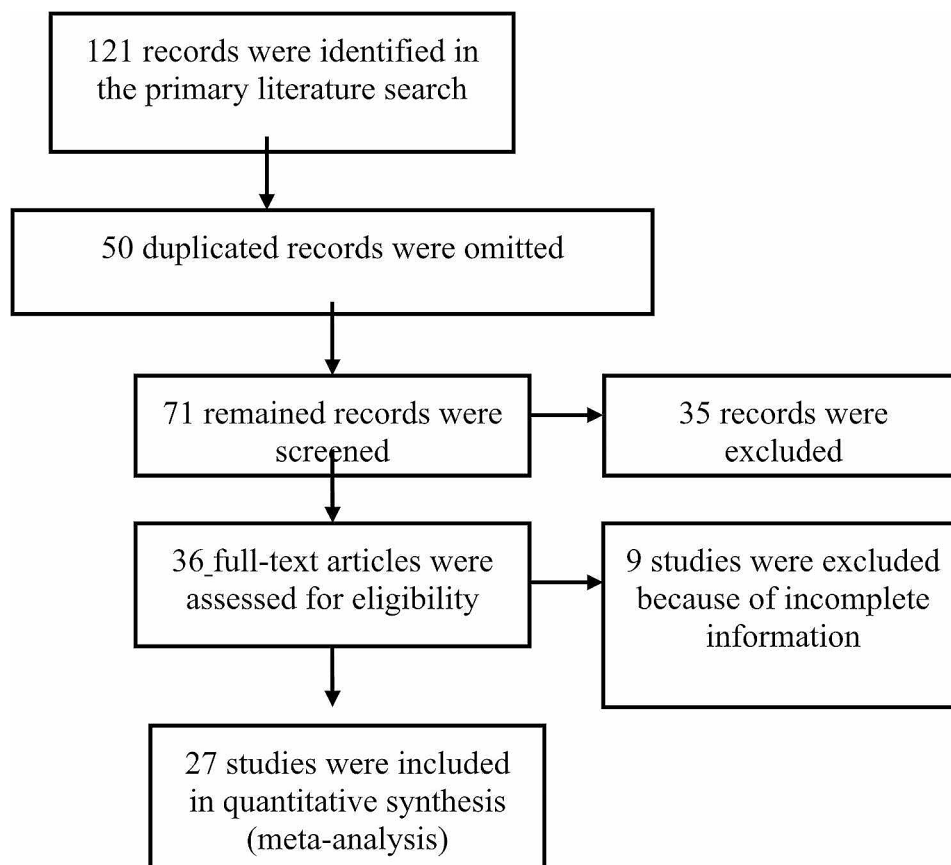 121 records were identified in
the primary literature search
50 duplicated records were omitted
71 remained records were
screened
35 records were
excluded
36 full-text articles were
assessed for eligibility
9 studies were excluded
because of incomplete
information
27 studies were included
in quantitative synthesis
(meta-analysis)